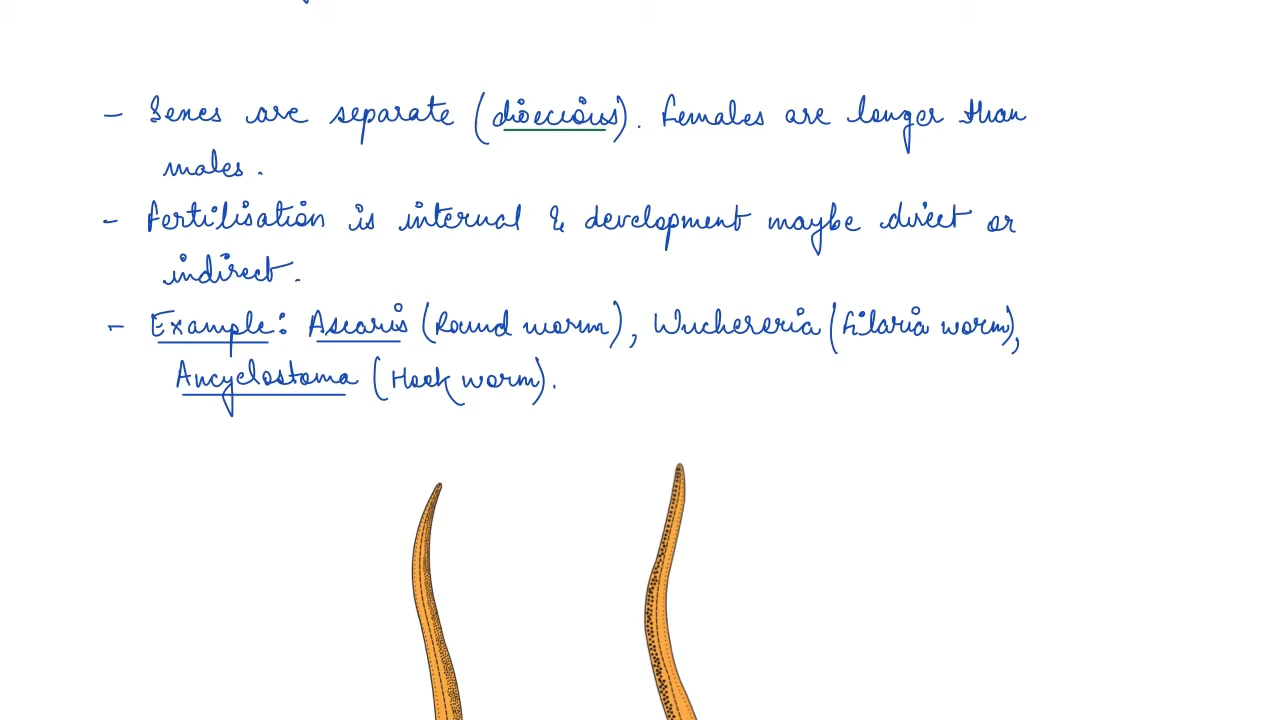 - Sexes are separate (dioecious). Females are longer than
males.
- Fertilisation is internal & development maybe direct or
indirect.
- Example: Ascaris (Round worm), Wuchereria (Filaria worm),
Ancyclostoma (Hook worm).